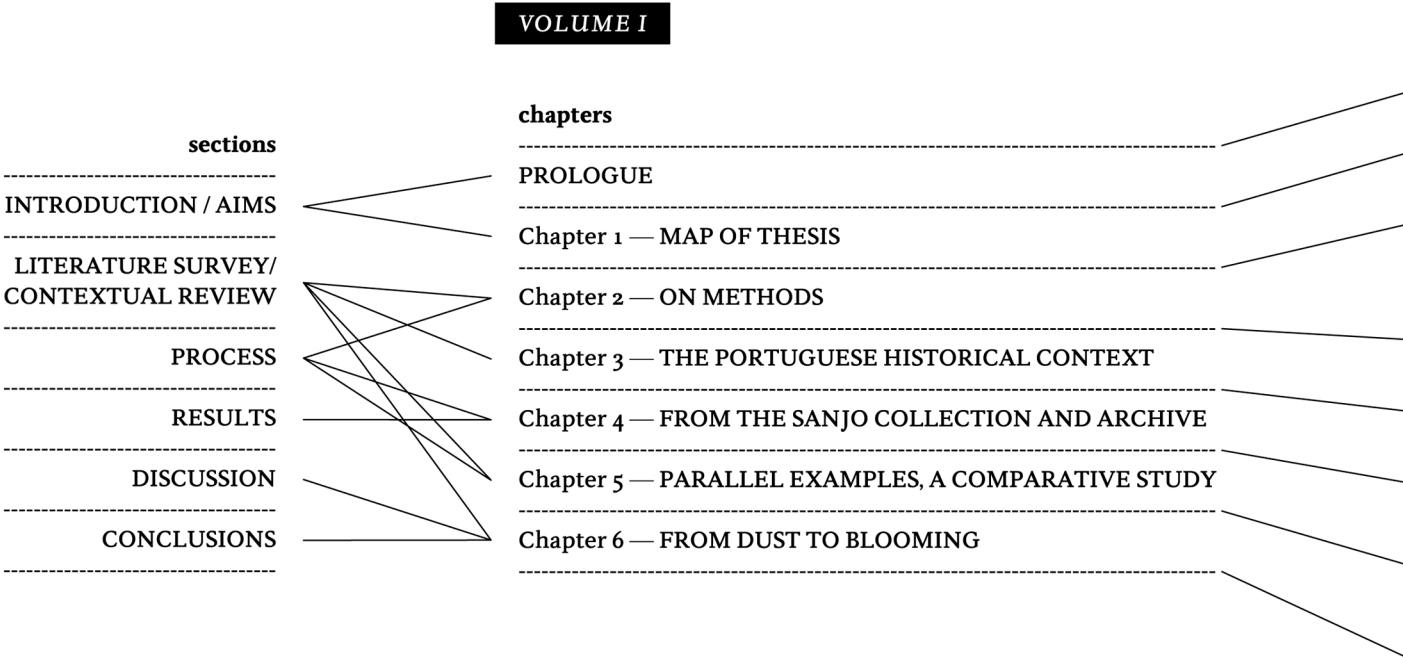 VOLUME I
sections
INTRODUCTION / AIMS
LITERATURE SURVEY/
CONTEXTUAL REVIEW
PROCESS
RESULTS
DISCUSSION
CONCLUSIONS
chapters
PROLOGUE
Chapter 1 — MAP OF THESIS
Chapter 2 — ON METHODS
Chapter 3 — THE PORTUGUESE HISTORICAL CONTEXT
Chapter 4 — FROM THE SANJO COLLECTION AND ARCHIVE
Chapter 5 — PARALLEL EXAMPLES, A COMPARATIVE STUDY
Chapter 6 — FROM DUST TO BLOOMING